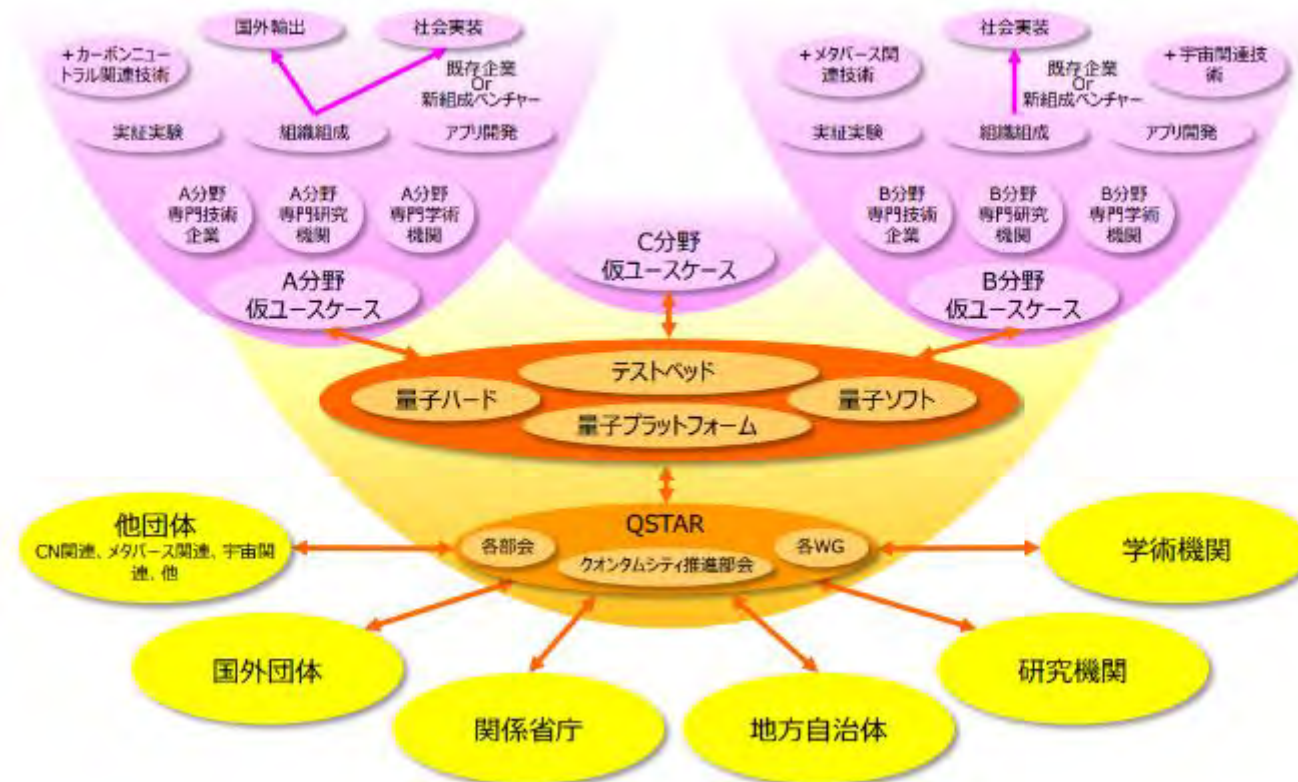 国外輸出
社会実装
+カーボンニュー
トラル関連技術
既存企業
Or
新組成ベンチャー
実証実験
組織組成
アプリ開発
A分野
専門技術
企業
A分野
専門研究
機関
A分野
専門学術
機関
A分野
仮ユースケース
C分野
仮ユースケース
社会実装
+メタバース関
連技術
既存企業
Or
新組成ベンチャー
+宇宙関連技
術
実証実験
組織組成
アプリ開発
B分野
専門技術
企業
B分野
専門研究
機関
B分野
専門学術
機関
B分野
仮ユースケース
テストベッド
量子ハード
量子ソフト
量子プラットフォーム
QSTAR
各部会
各WG
クオンタムシティ推進部会
他団体
CN関連、メタバース関連、宇宙関
連、他
学術機関
国外団体
研究機関
関係省庁
地方自治体